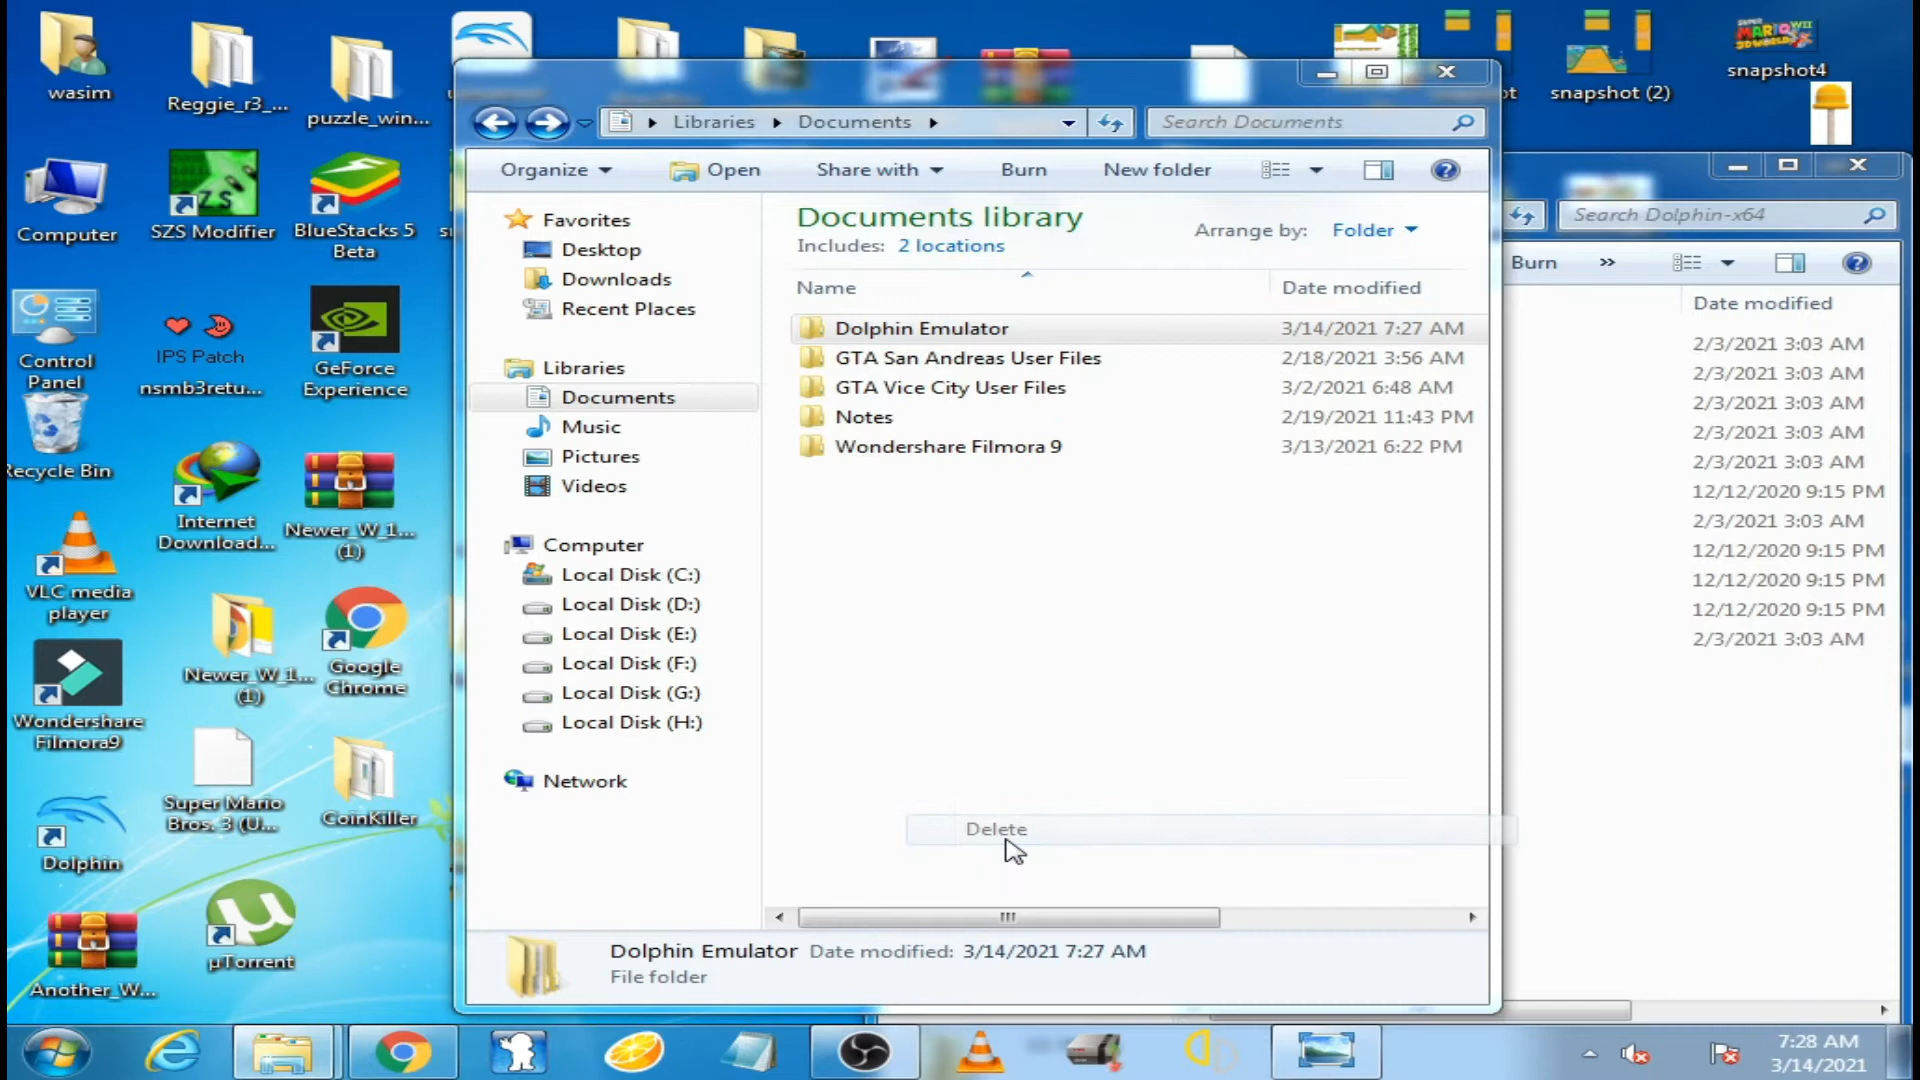 wasim
Reggie_r3_...
puzzle_win...
snapshot (2)
SUPER MARIO WII
3D WORLD
snapshot4
Computer
SZS Modifier
BlueStacks 5
Beta
Control
Panel
IPS Patch
nsmb3retu...
GeForce
Experience
Recycle Bin
Internet
Download...
Newer_W_1...
(1)
VLC media
player
Newer_W_1...
(1)
Google
Chrome
Wondershare
Filmora9
Super Mario
Bros. 3 (U...
CoinKiller
Dolphin
µTorrent
Another_W...
Libraries
Documents
Search Documents
Organize
Open
Share with
Burn
New folder
Favorites
Desktop
Downloads
Recent Places
Libraries
Documents
Music
Pictures
Videos
Computer
Local Disk (C:)
Local Disk (D:)
Local Disk (E:)
Local Disk (F:)
Local Disk (G:)
Local Disk (H:)
Network
Documents library
Includes: 2 locations
Arrange by: Folder
Name Date modified
Dolphin Emulator 3/14/2021 7:27 AM
GTA San Andreas User Files 2/18/2021 3:56 AM
GTA Vice City User Files 3/2/2021 6:48 AM
Notes 2/19/2021 11:43 PM
Wondershare Filmora 9 3/13/2021 6:22 PM
Delete
Dolphin Emulator Date modified: 3/14/2021 7:27 AM
File folder
Search Dolphin-x64
Burn
Date modified
2/3/2021 3:03 AM
2/3/2021 3:03 AM
2/3/2021 3:03 AM
2/3/2021 3:03 AM
2/3/2021 3:03 AM
12/12/2020 9:15 PM
2/3/2021 3:03 AM
12/12/2020 9:15 PM
12/12/2020 9:15 PM
12/12/2020 9:15 PM
2/3/2021 3:03 AM
7:28 AM
3/14/2021